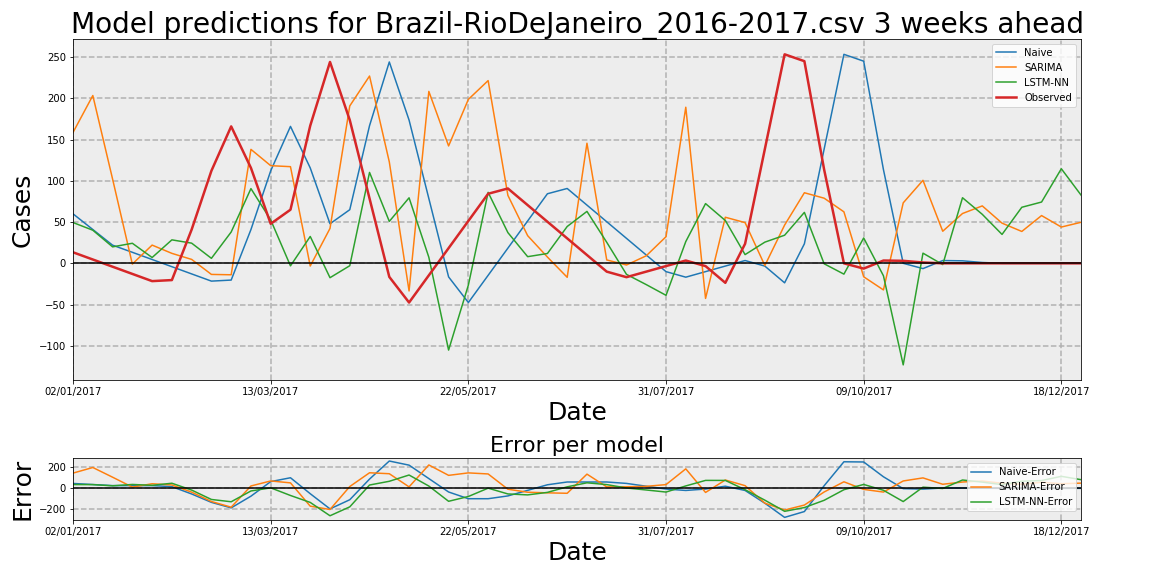 Model predictions for Brazil-RioDeJaneiro_2016-2017.csv 3 weeks ahead
Cases
250
200
150
100
50
0
−50
−100
Naive
SARIMA
LSTM-NN
Observed
02/01/2017 13/03/2017 22/05/2017 31/07/2017 09/10/2017 18/12/2017
Date
Error per model
Error
200
0
−200
Naive-Error
SARIMA-Error
LSTM-NN-Error
02/01/2017 13/03/2017 22/05/2017 31/07/2017 09/10/2017 18/12/2017
Date